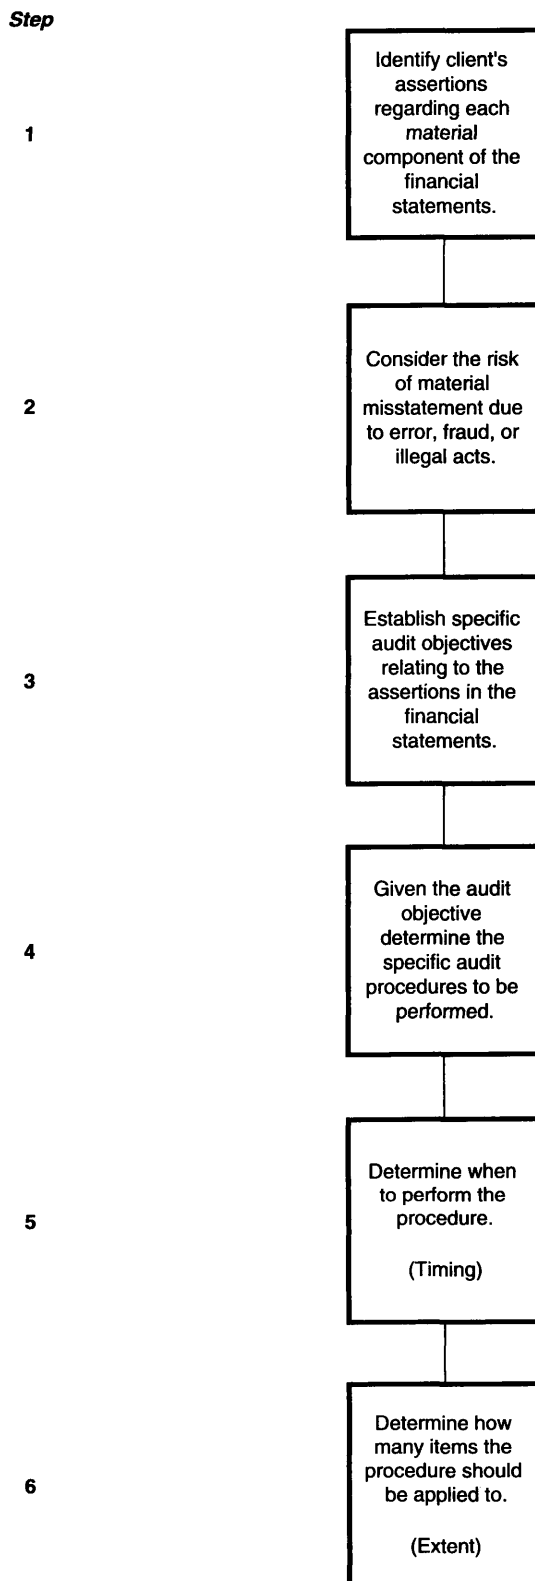 Step
1
Identify client's
assertions
regarding each
material
component of the
financial
statements.
2
Consider the risk
of material
misstatement due
to error, fraud, or
illegal acts.
3
Establish specific
audit objectives
relating to the
assertions in the
financial
statements.
4
Given the audit
objective
determine the
specific audit
procedures to be
performed.
5
Determine when
to perform the
procedure.
(Timing)
6
Determine how
many items the
procedure should
be applied to.
(Extent)